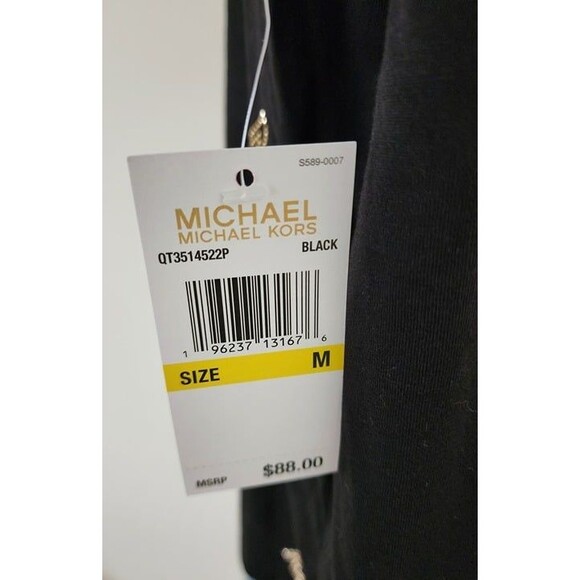 S589-0007
MICHAEL
MICHAEL KORS
QT3514522P BLACK
1 96237 13167 6
SIZE M
MSRP $88.00